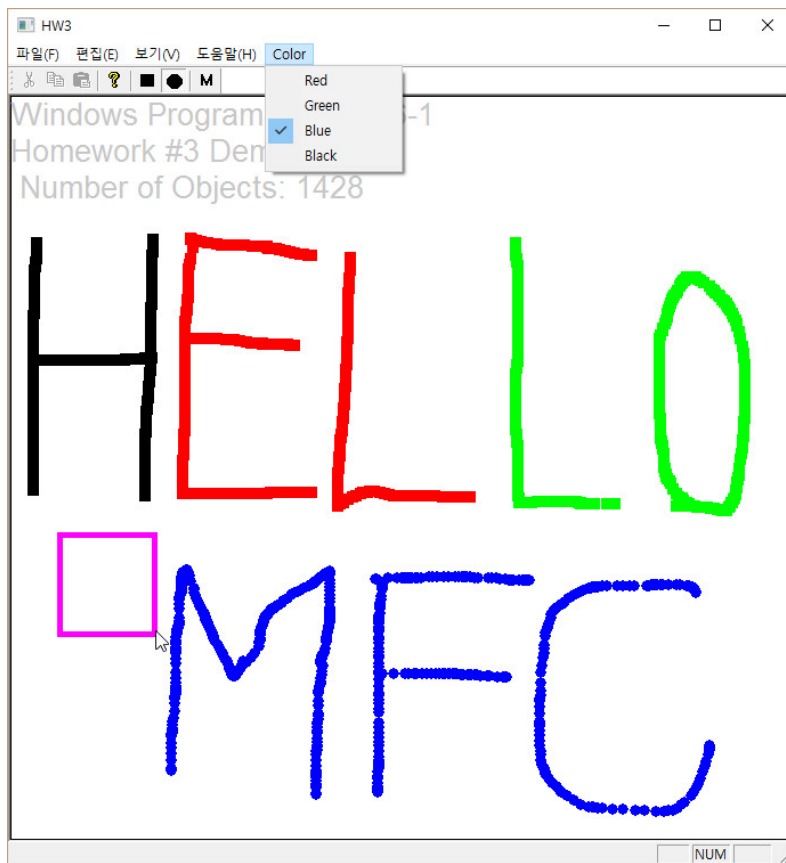 HW3
파일(F) 편집(E) 보기(V) 도움말(H) Color
M
Red
Green
Blue
Black
Windows Program 6-1
Homework #3 Dem
Number of Objects: 1428
HELLO
MFC
NUM